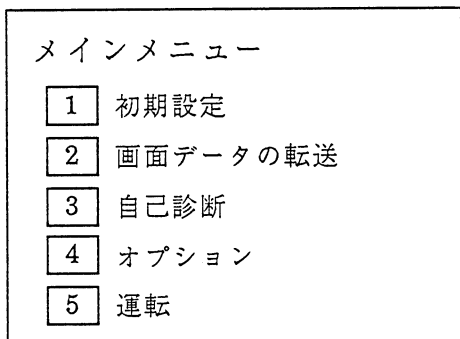 メインメニュー
1 初期設定
2 画面データの転送
3 自己診断
4 オプション
5 運転